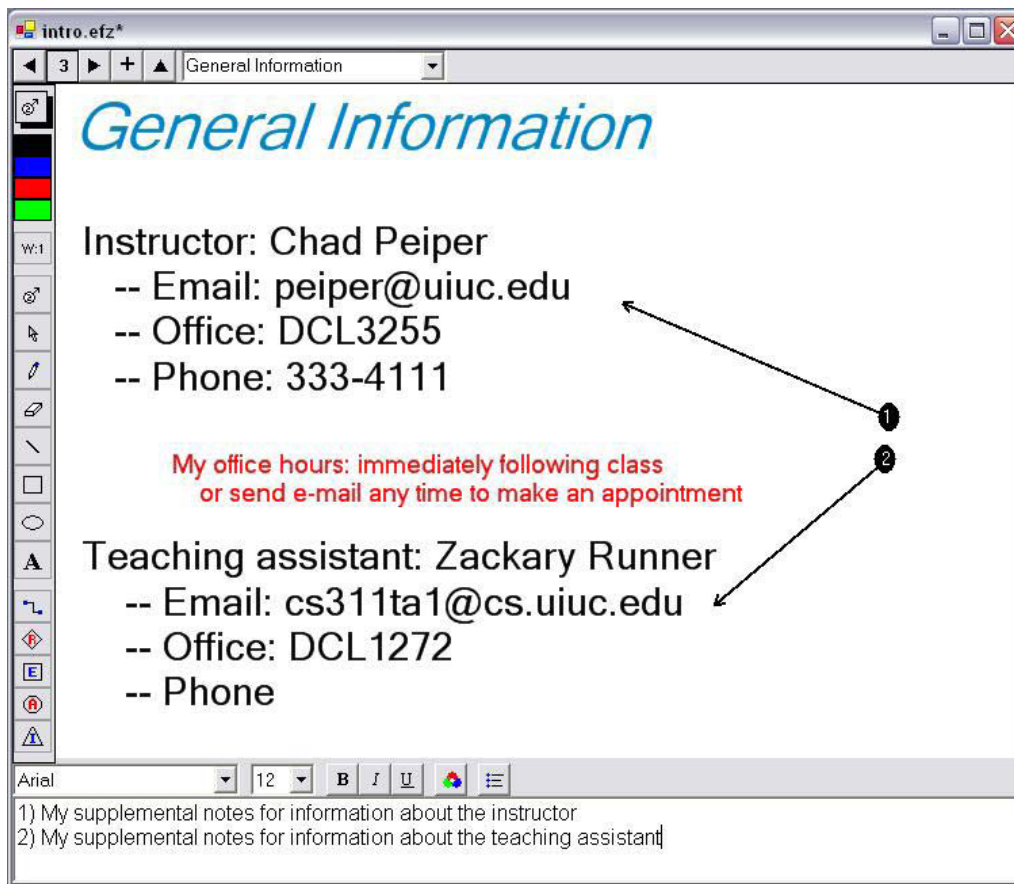 intro.efz*
3 General Information
General Information
W:1
Instructor: Chad Peiper
-- Email: peiper@uiuc.edu
-- Office: DCL3255
-- Phone: 333-4111
1
2
My office hours: immediately following class
or send e-mail any time to make an appointment
A
Teaching assistant: Zackary Runner
-- Email: cs311ta1@cs.uiuc.edu
-- Office: DCL1272
-- Phone
R
E
A
I
Arial 12 B I U
1) My supplemental notes for information about the instructor
2) My supplemental notes for information about the teaching assistant